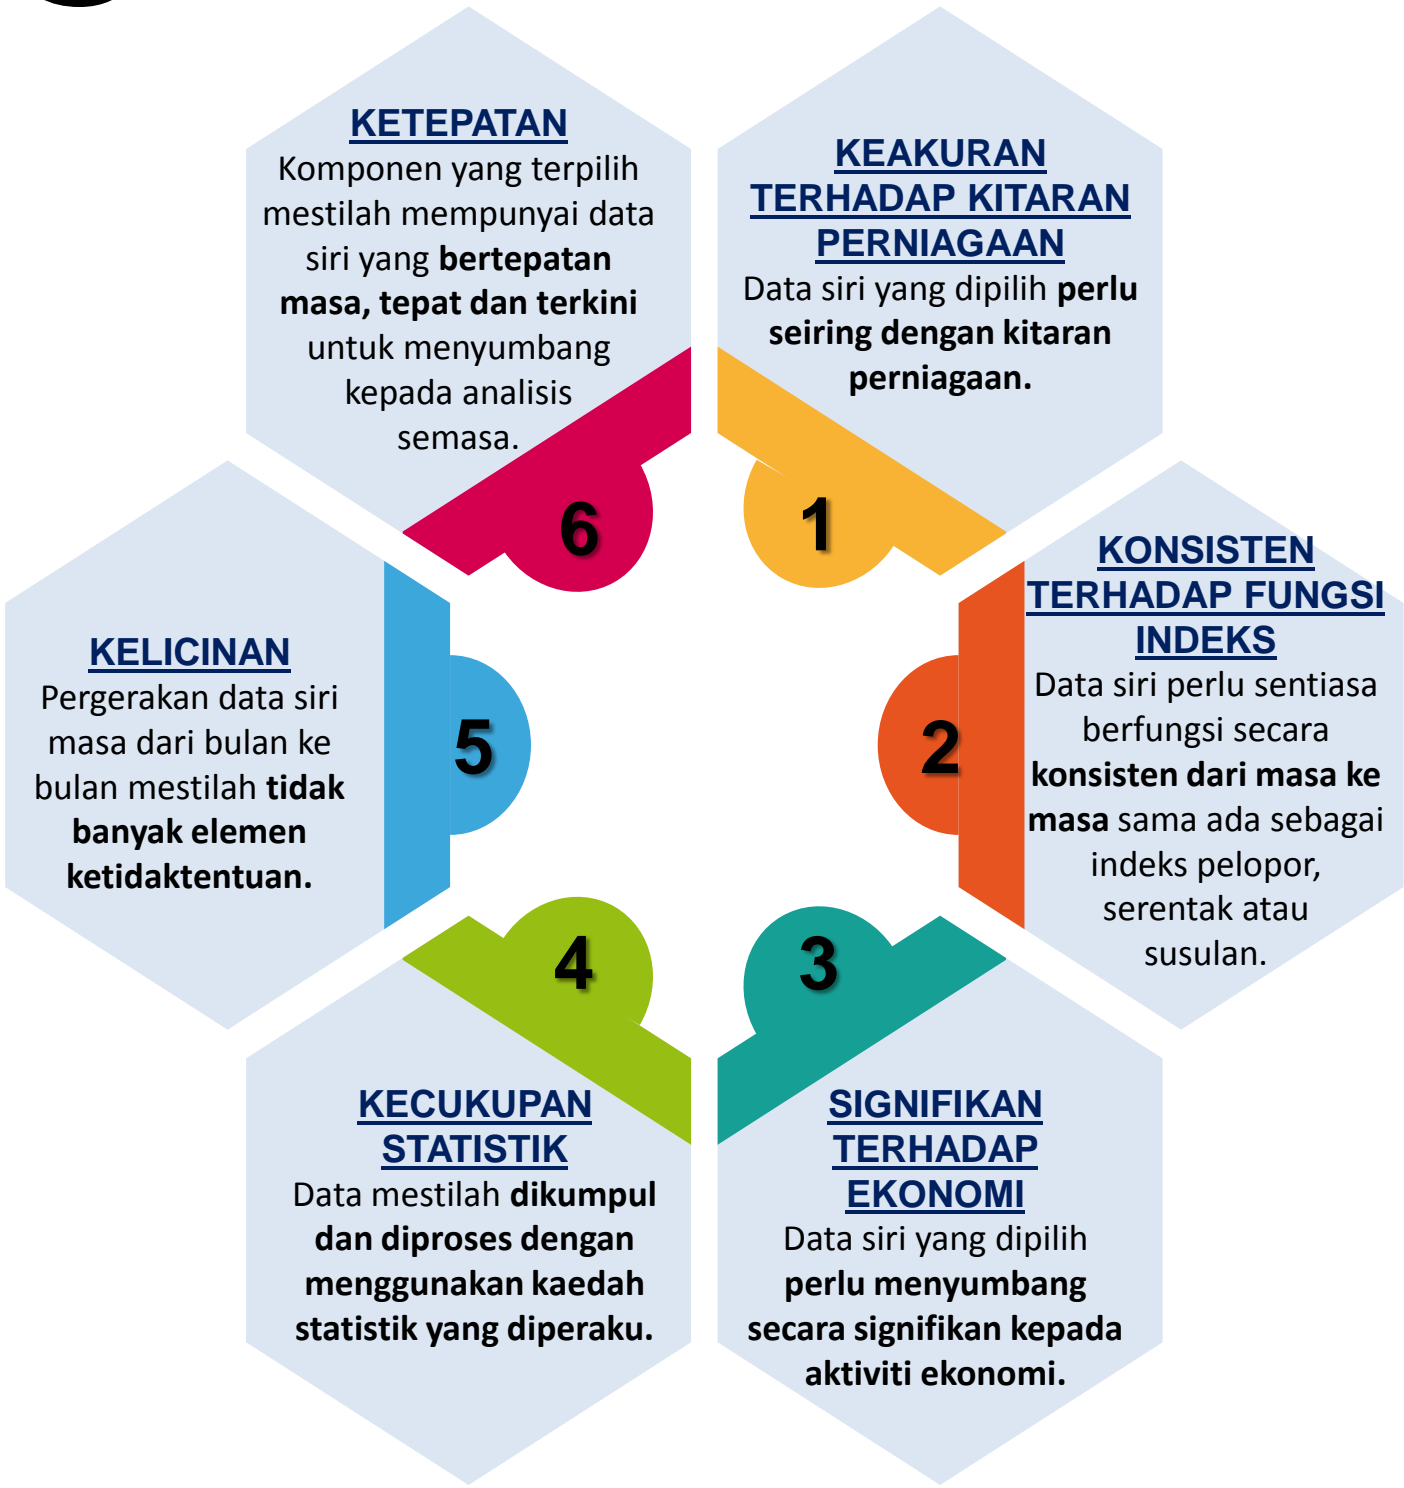 KEAKURAN
TERHADAP KITARAN
PERNIAGAAN
Data siri yang dipilih perlu
seiring dengan kitaran
perniagaan.
1
KONSISTEN
TERHADAP FUNGSI
INDEKS
Data siri perlu sentiasa
berfungsi secara
konsisten dari masa ke
masa sama ada sebagai
indeks pelopor,
serentak atau
susulan.
2
SIGNIFIKAN
TERHADAP
EKONOMI
Data siri yang dipilih
perlu menyumbang
secara signifikan kepada
aktiviti ekonomi.
3
KECUKUPAN
STATISTIK
Data mestilah dikumpul
dan diproses dengan
menggunakan kaedah
statistik yang diperaku.
4
KELICINAN
Pergerakan data siri
masa dari bulan ke
bulan mestilah tidak
banyak elemen
ketidaktentuan.
5
KETEPATAN
Komponen yang terpilih
mestilah mempunyai data
siri yang bertepatan
masa, tepat dan terkini
untuk menyumbang
kepada analisis
semasa.
6